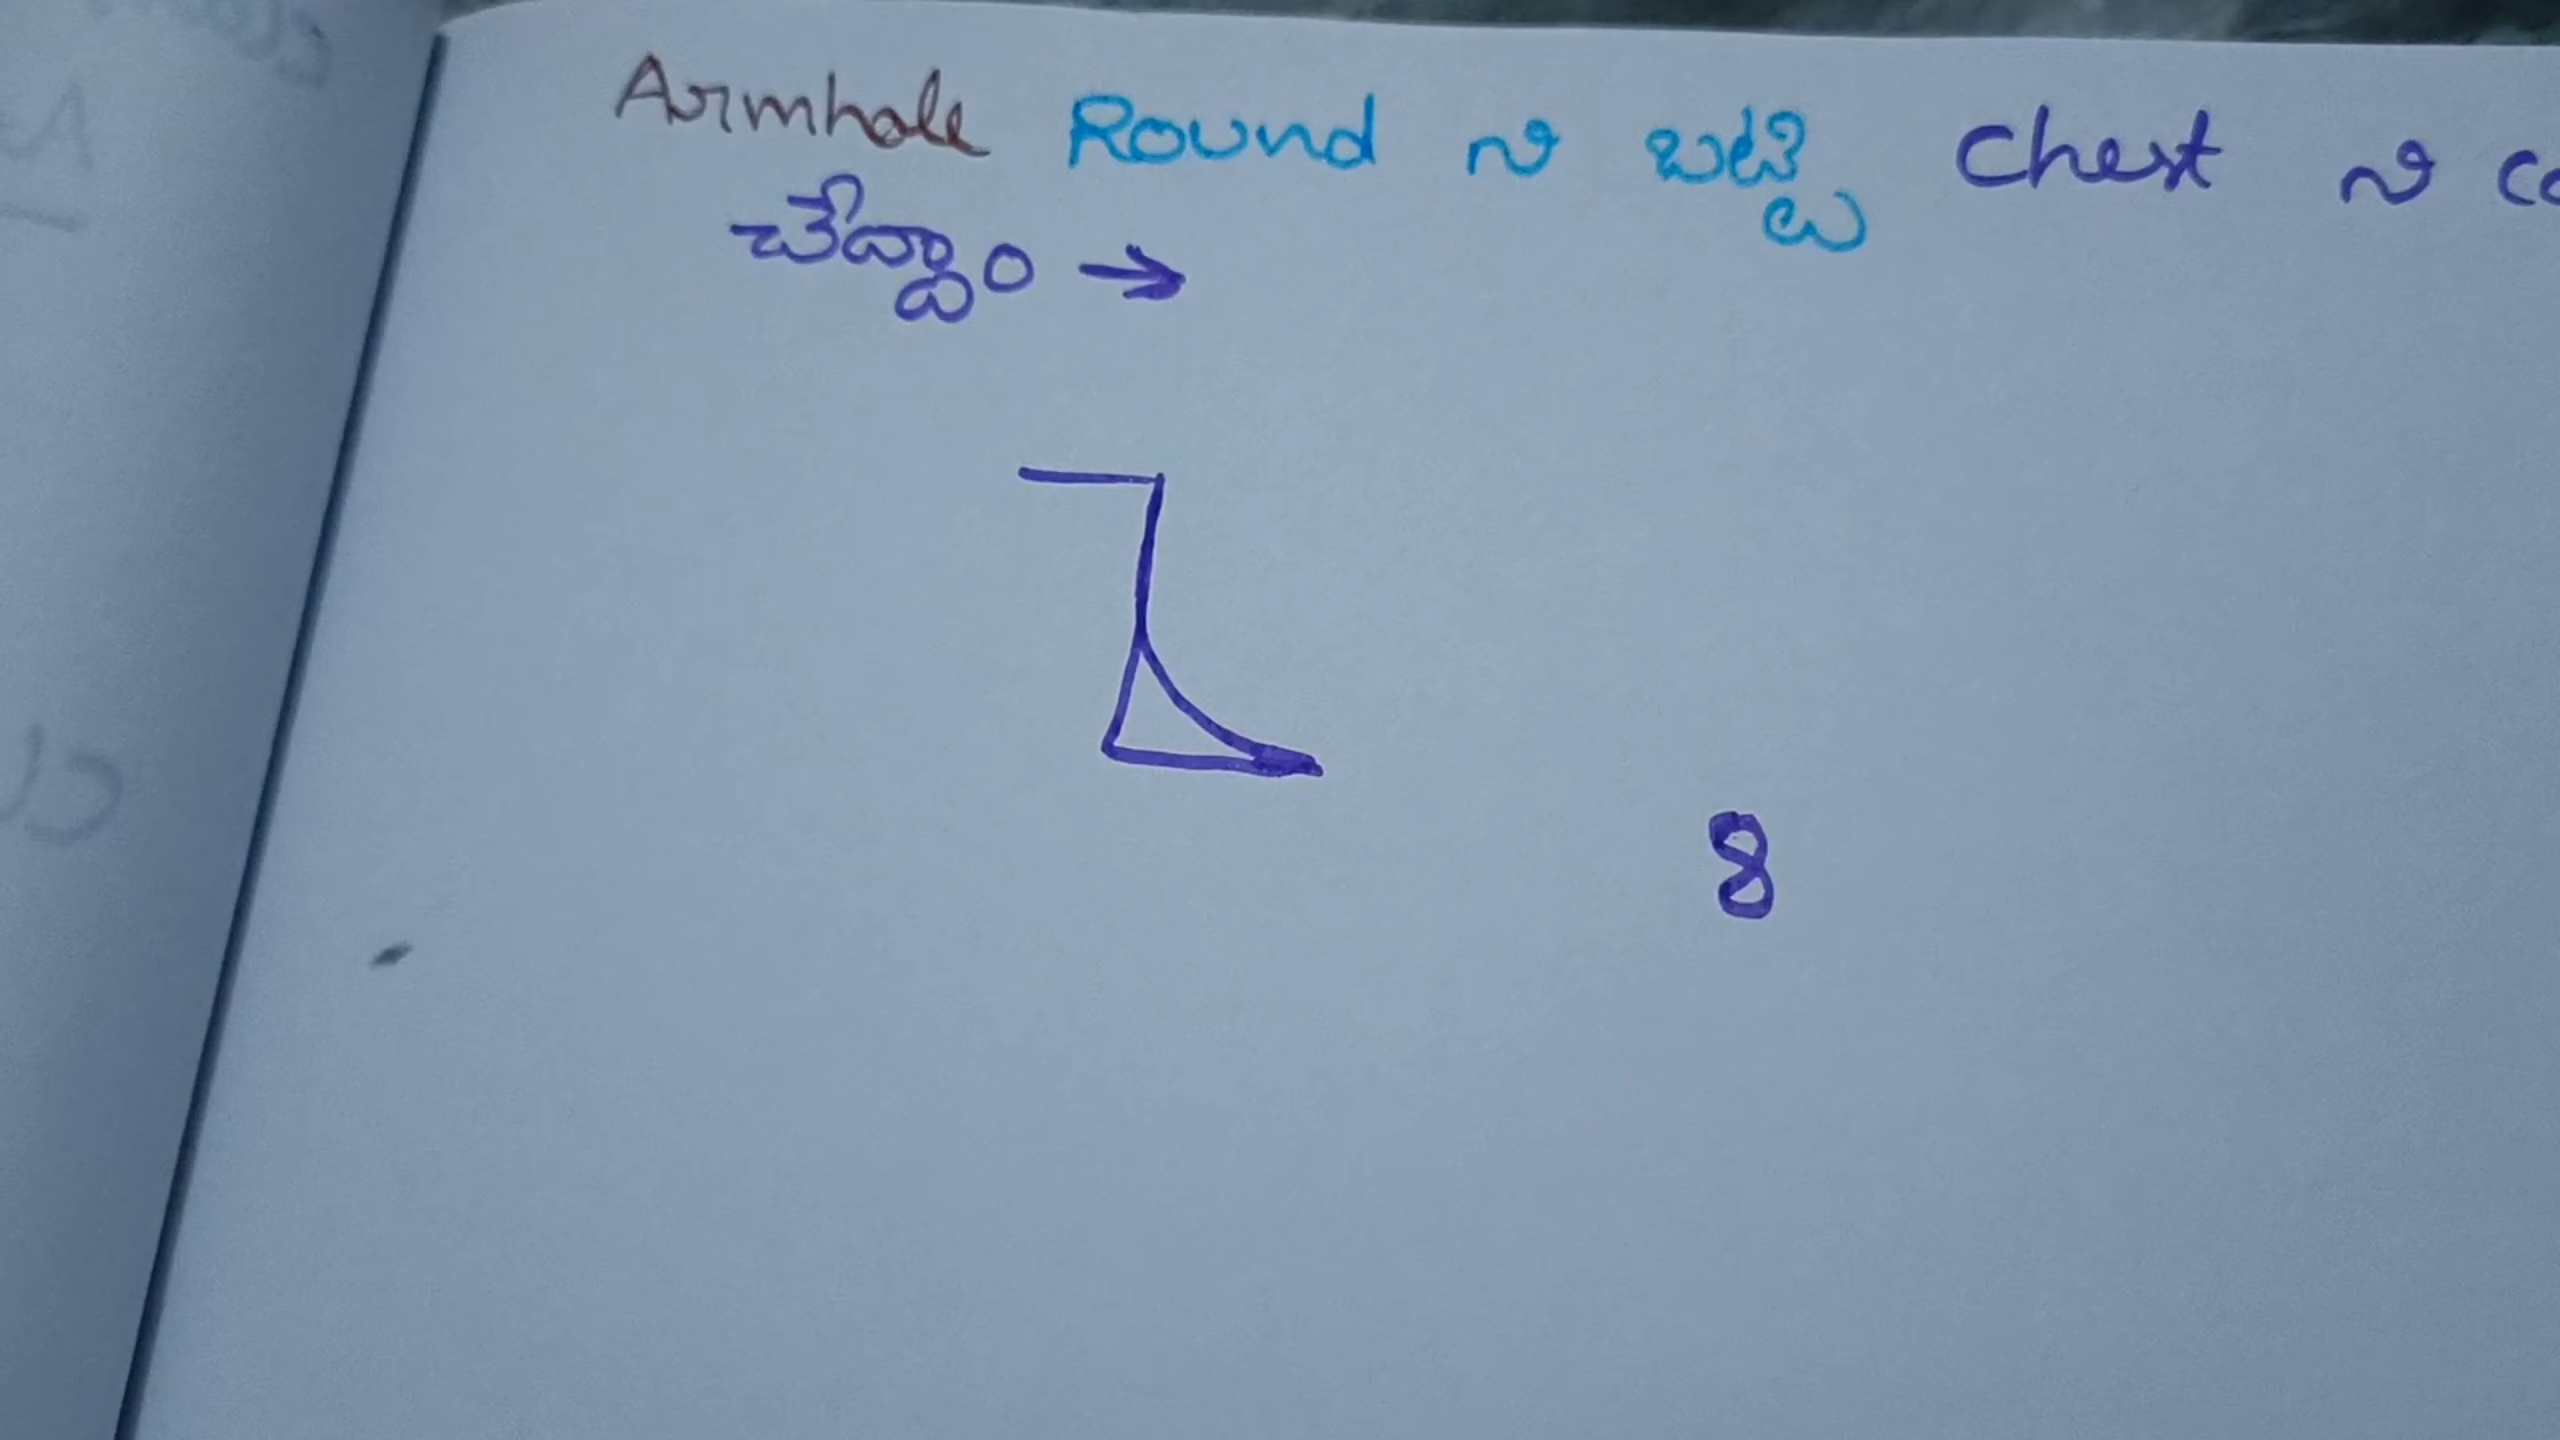 Armhole Round ని బట్టి chest ని
చేద్దాం →
8